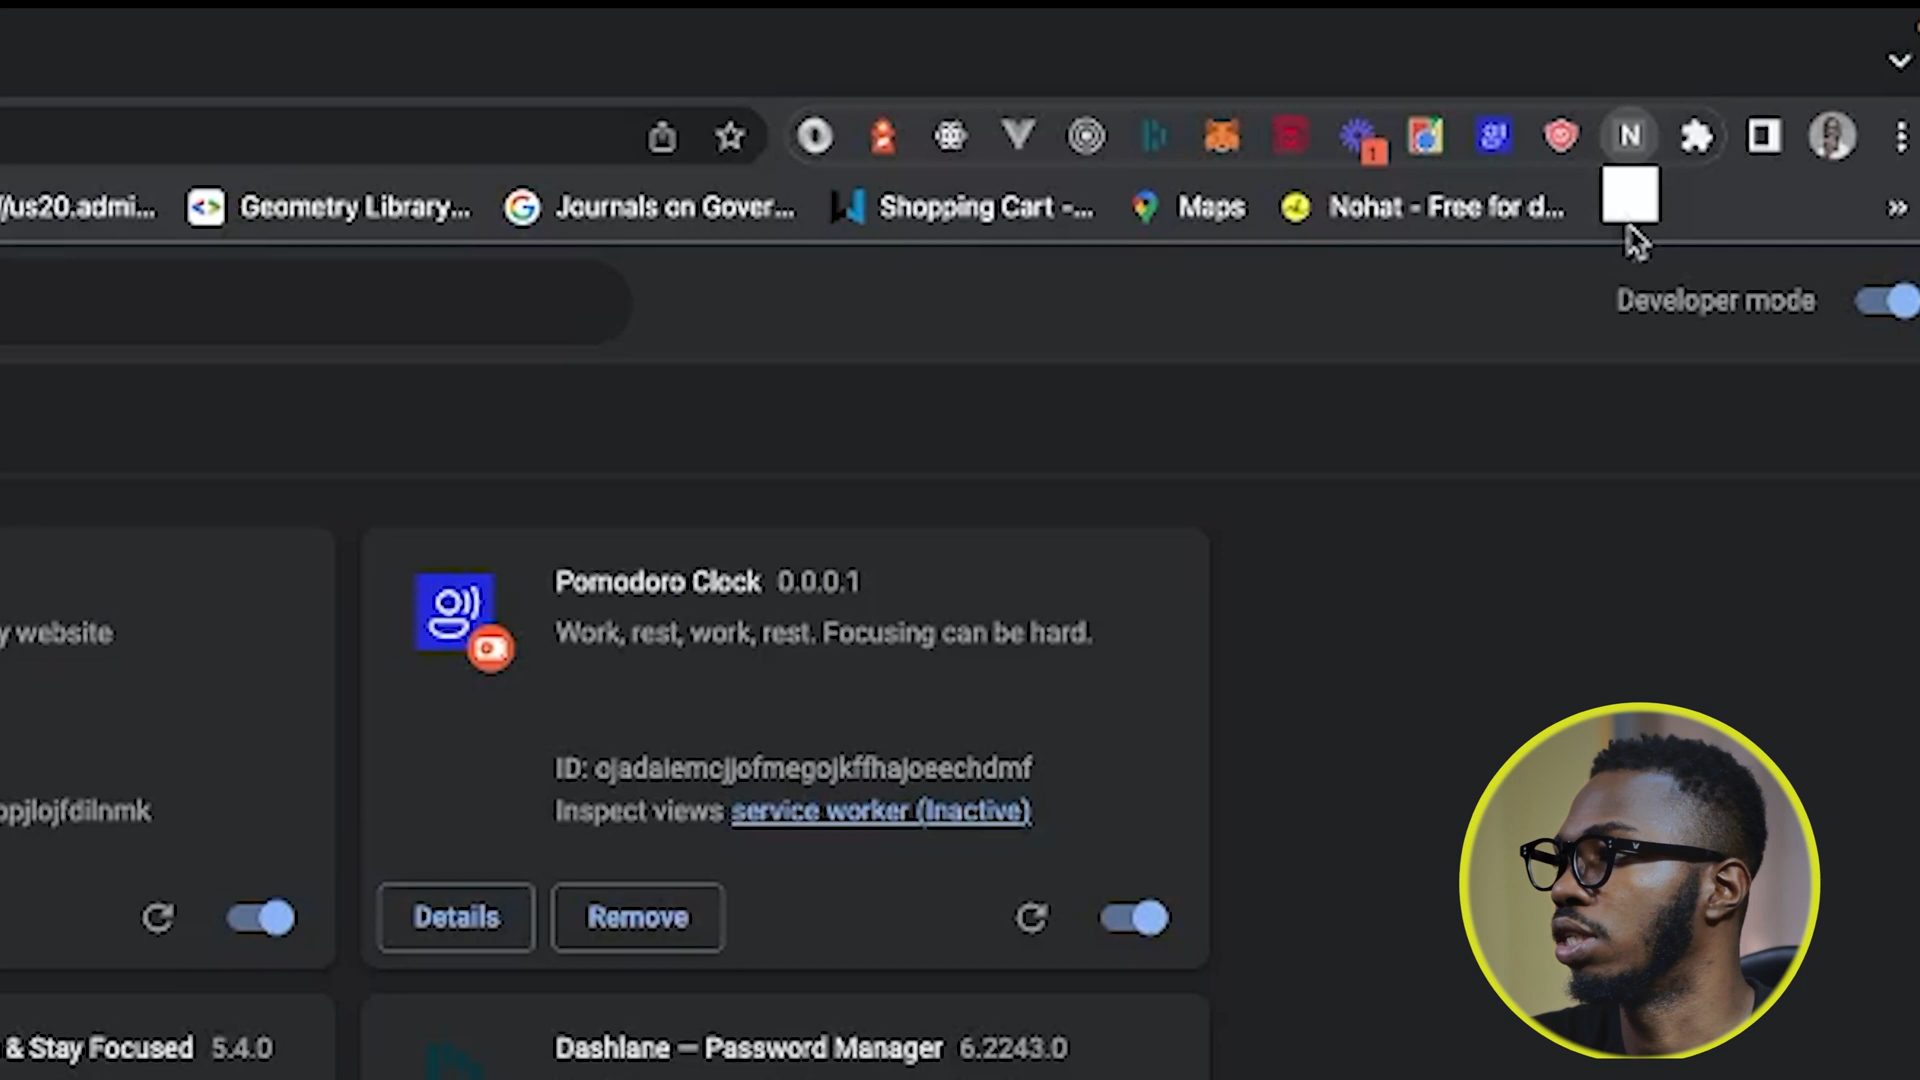 1
N
//us20.admi...
Geometry Library...
Journals on Gover...
Shopping Cart -...
Maps
Nohat - Free for d...
»
Developer mode
y website
opjlojfdilnmk
Pomodoro Clock 0.0.0.1
Work, rest, work, rest. Focusing can be hard.
ID: ojadaiemcjjofmegojkffhajoeechdmf
Inspect views service worker (Inactive)
Details
Remove
& Stay Focused 5.4.0
Dashlane — Password Manager 6.2243.0